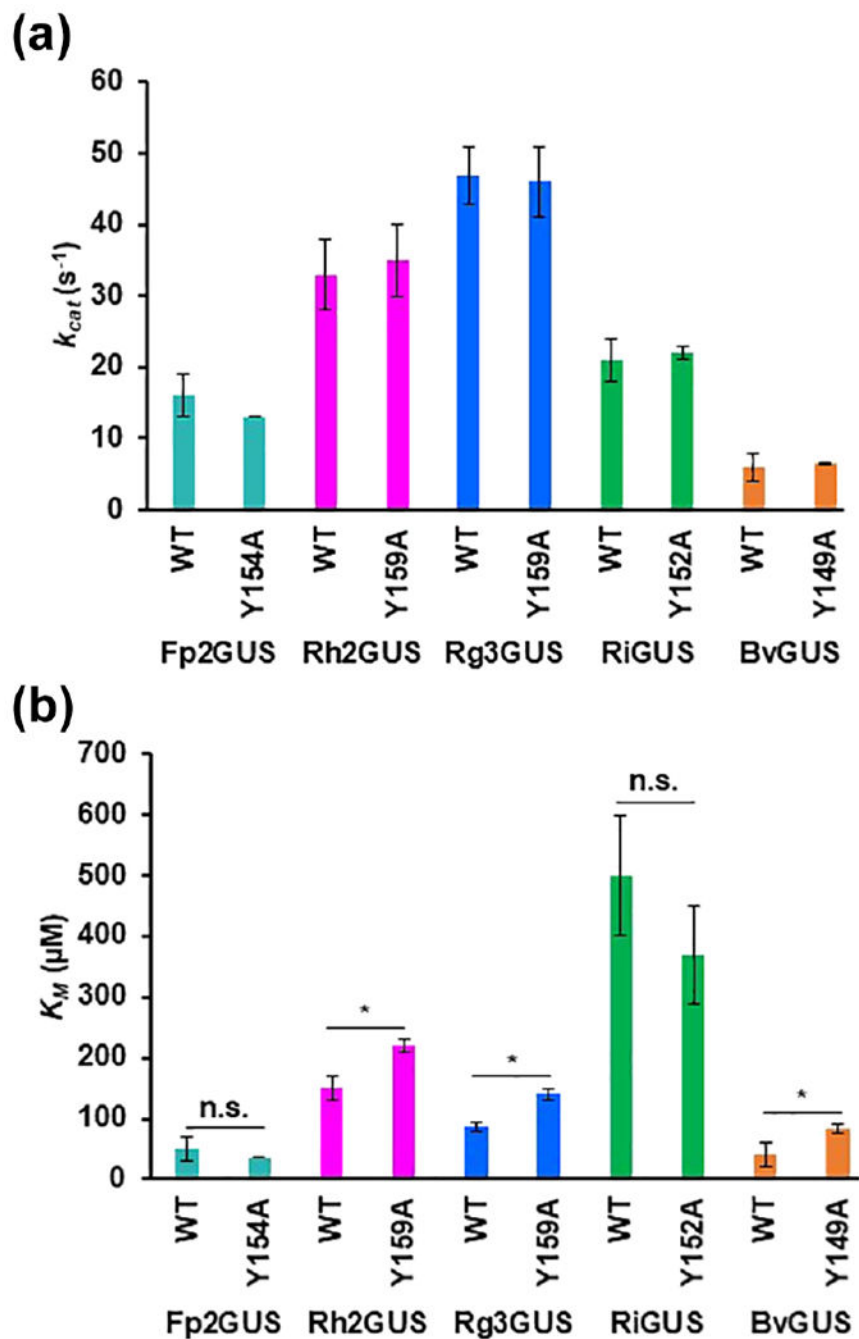 (a)
60
50
40
30
20
10
0
k_cat (s⁻¹)
WT Y154A WT Y159A WT Y159A WT Y152A WT Y149A
Fp2GUS Rh2GUS Rg3GUS RiGUS BvGUS
(b)
700
600
500
400
300
200
100
0
K_M (µM)
n.s.
*
*
n.s.
*
WT Y154A WT Y159A WT Y159A WT Y152A WT Y149A
Fp2GUS Rh2GUS Rg3GUS RiGUS BvGUS